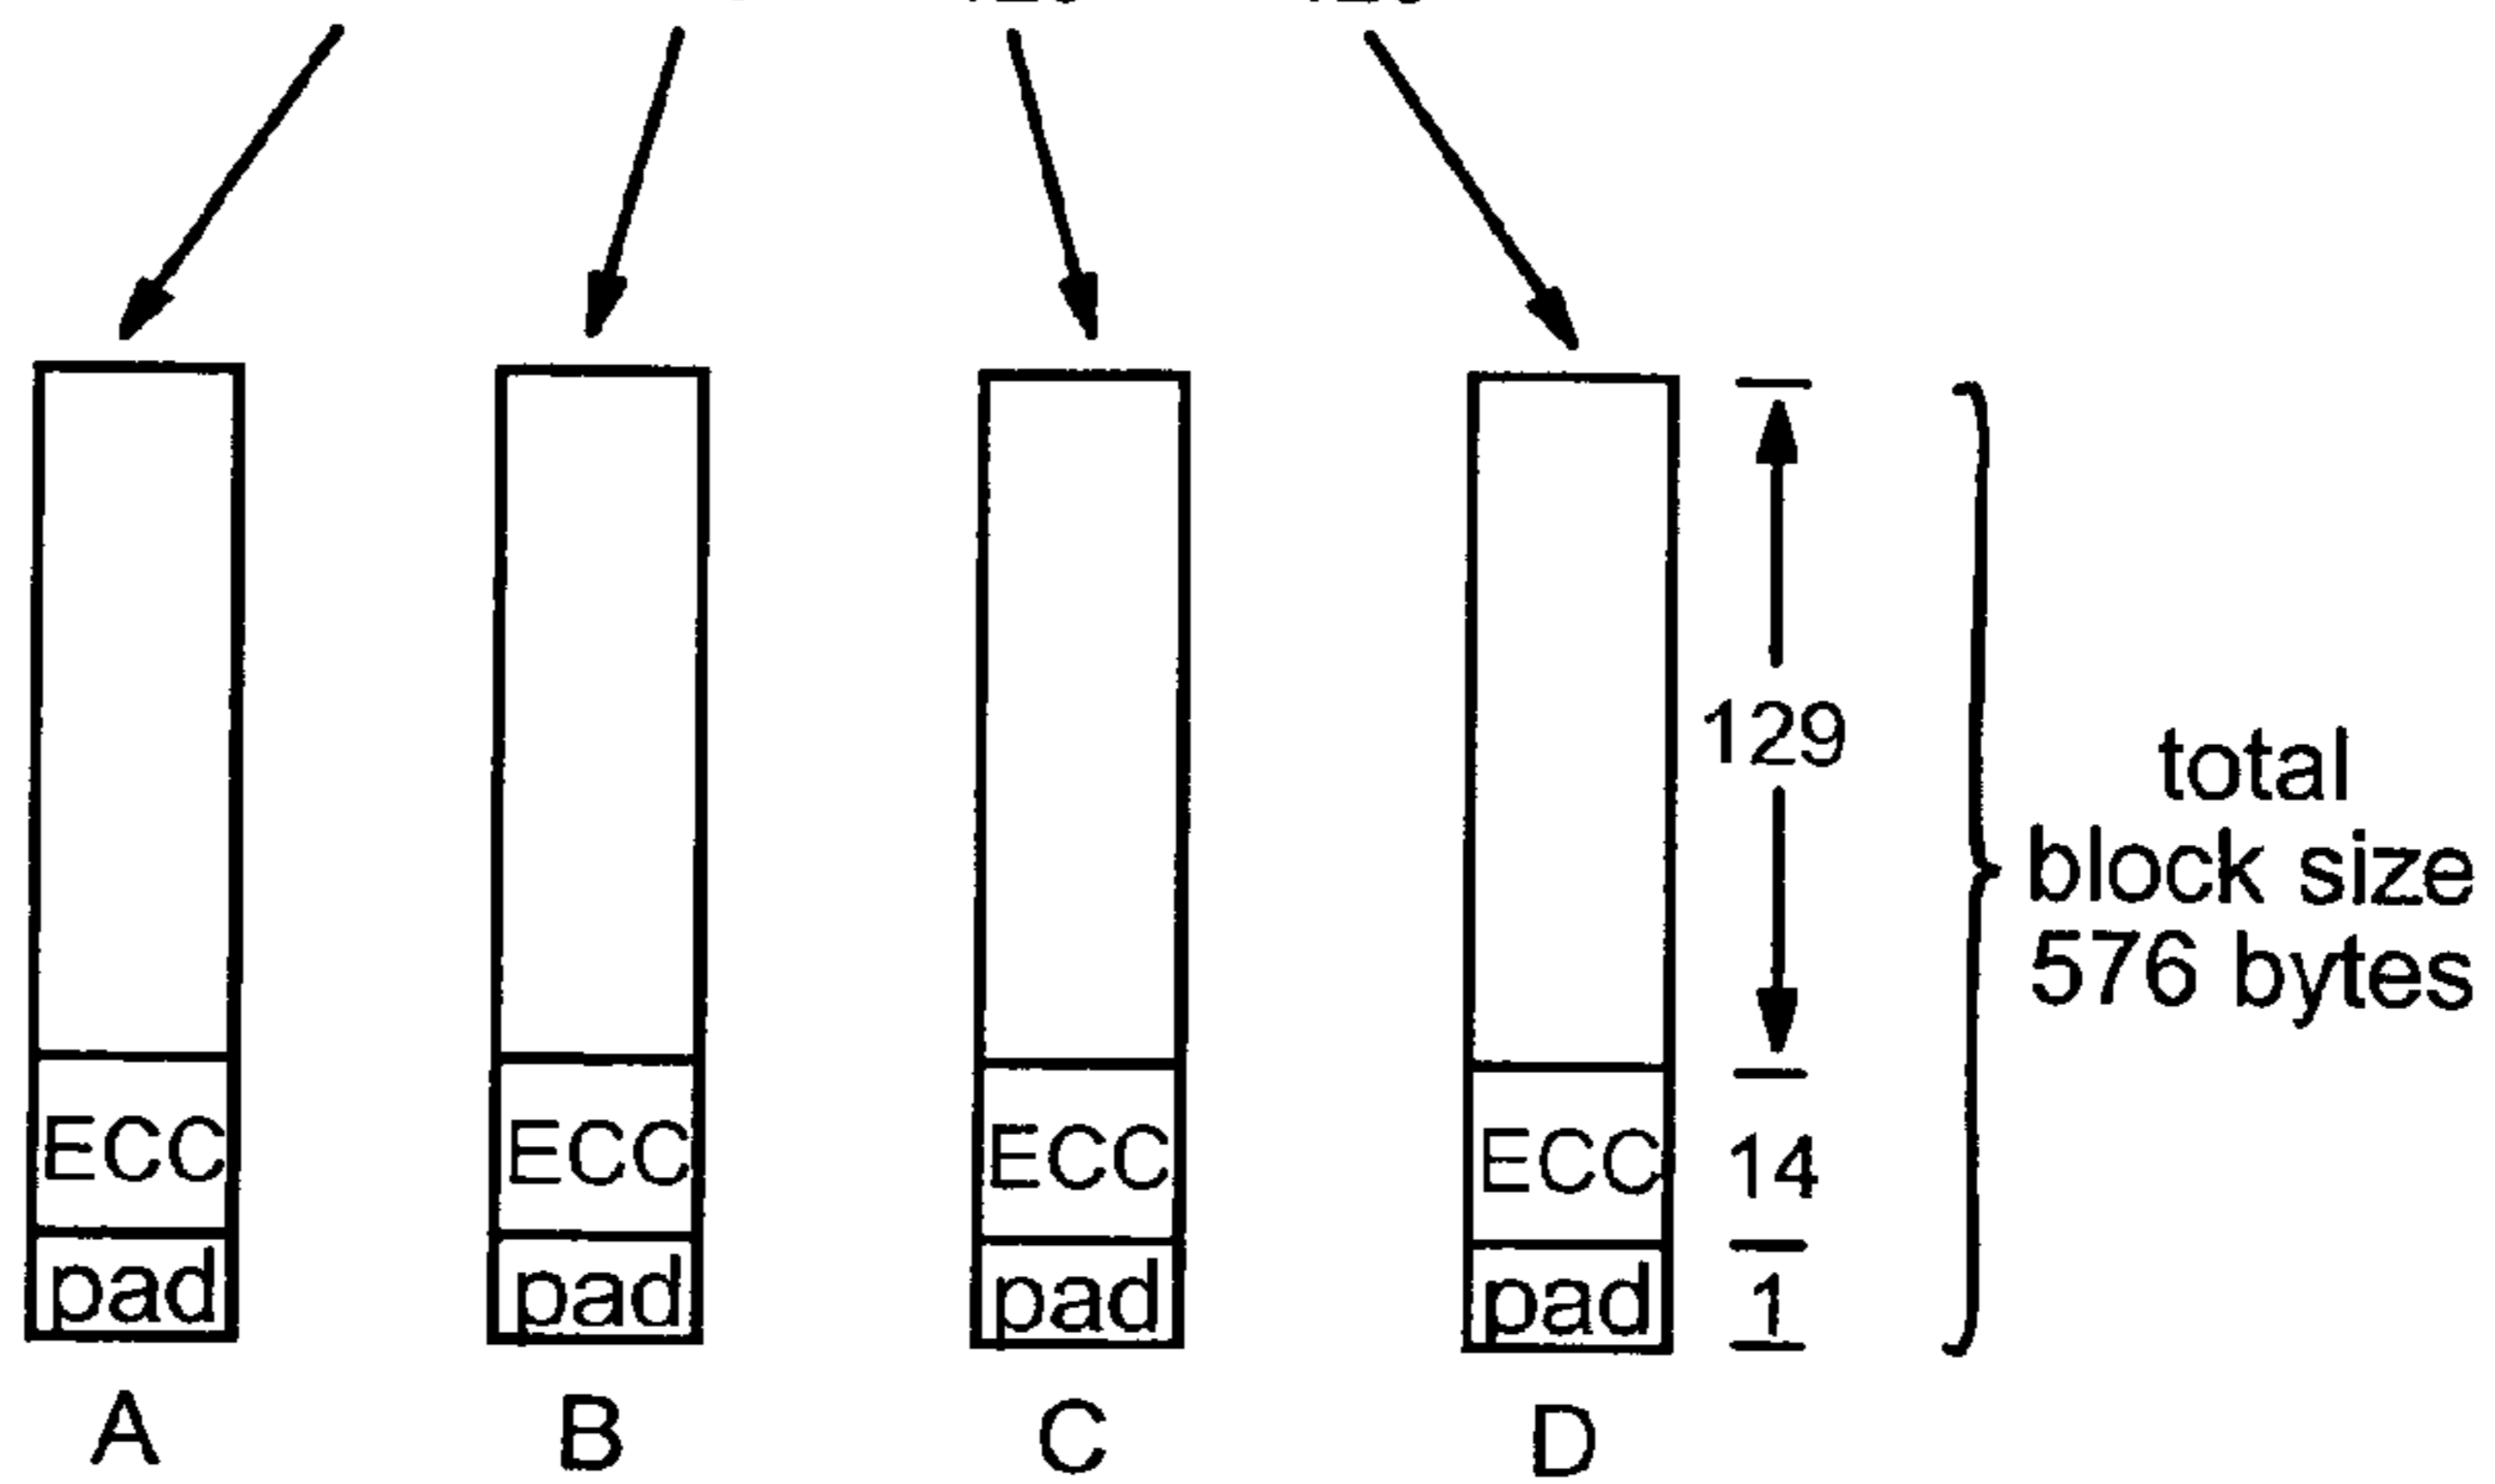 129
total
block size
576 bytes
ECC ECC ECC ECC 14
pad pad pad pad 1
A B C D